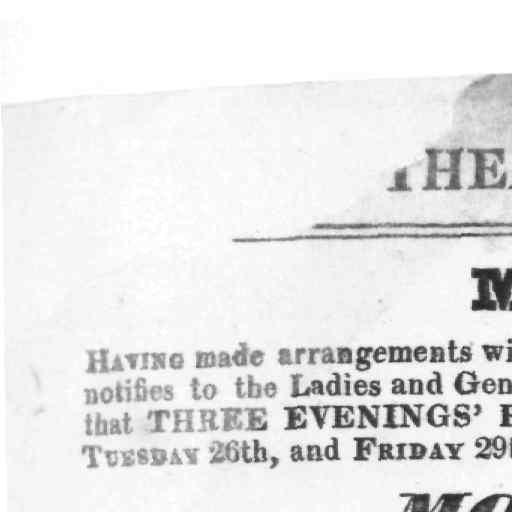 THE
M
HAVING made arrangements wi
notifies to the Ladies and Gen
that THREE EVENINGS'
TUESDAY 26th, and FRIDAY 29
MO